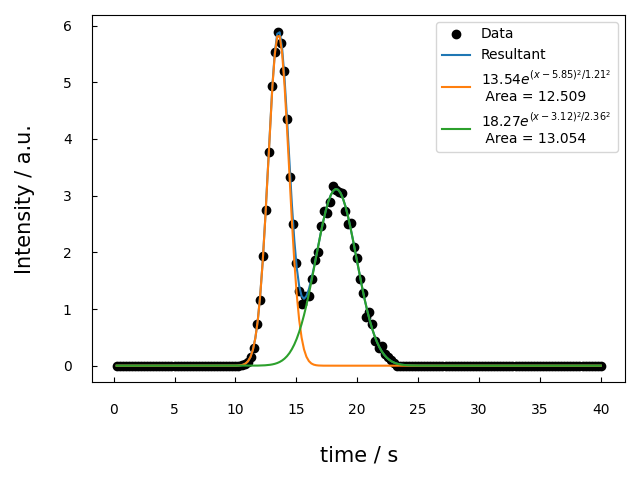 6
5
4
3
2
1
0
Intensity / a.u.
Data
Resultant
13.54e^{(x − 5.85)²/1.21²}
Area = 12.509
18.27e^{(x − 3.12)²/2.36²}
Area = 13.054
0 5 10 15 20 25 30 35 40
time / s